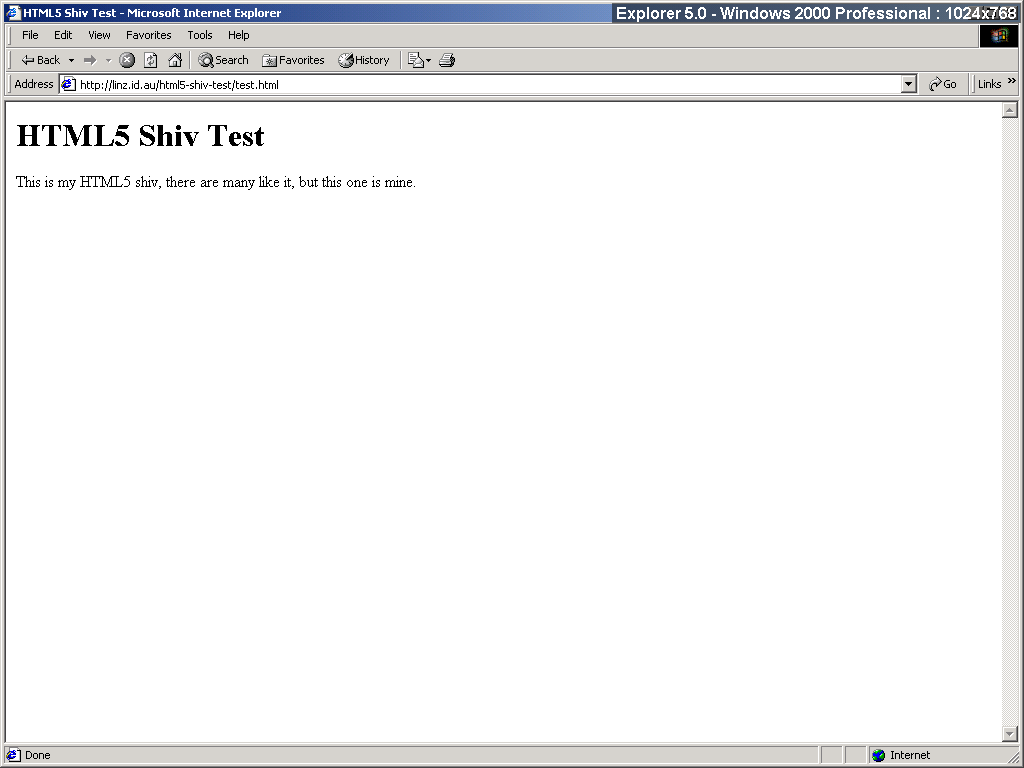 HTML5 Shiv Test - Microsoft Internet Explorer
Explorer 5.0 - Windows 2000 Professional : 1024x768
File Edit View Favorites Tools Help
Back Search Favorites History
Address http://linz.id.au/html5-shiv-test/test.html Go Links »
HTML5 Shiv Test
This is my HTML5 shiv, there are many like it, but this one is mine.
Done Internet